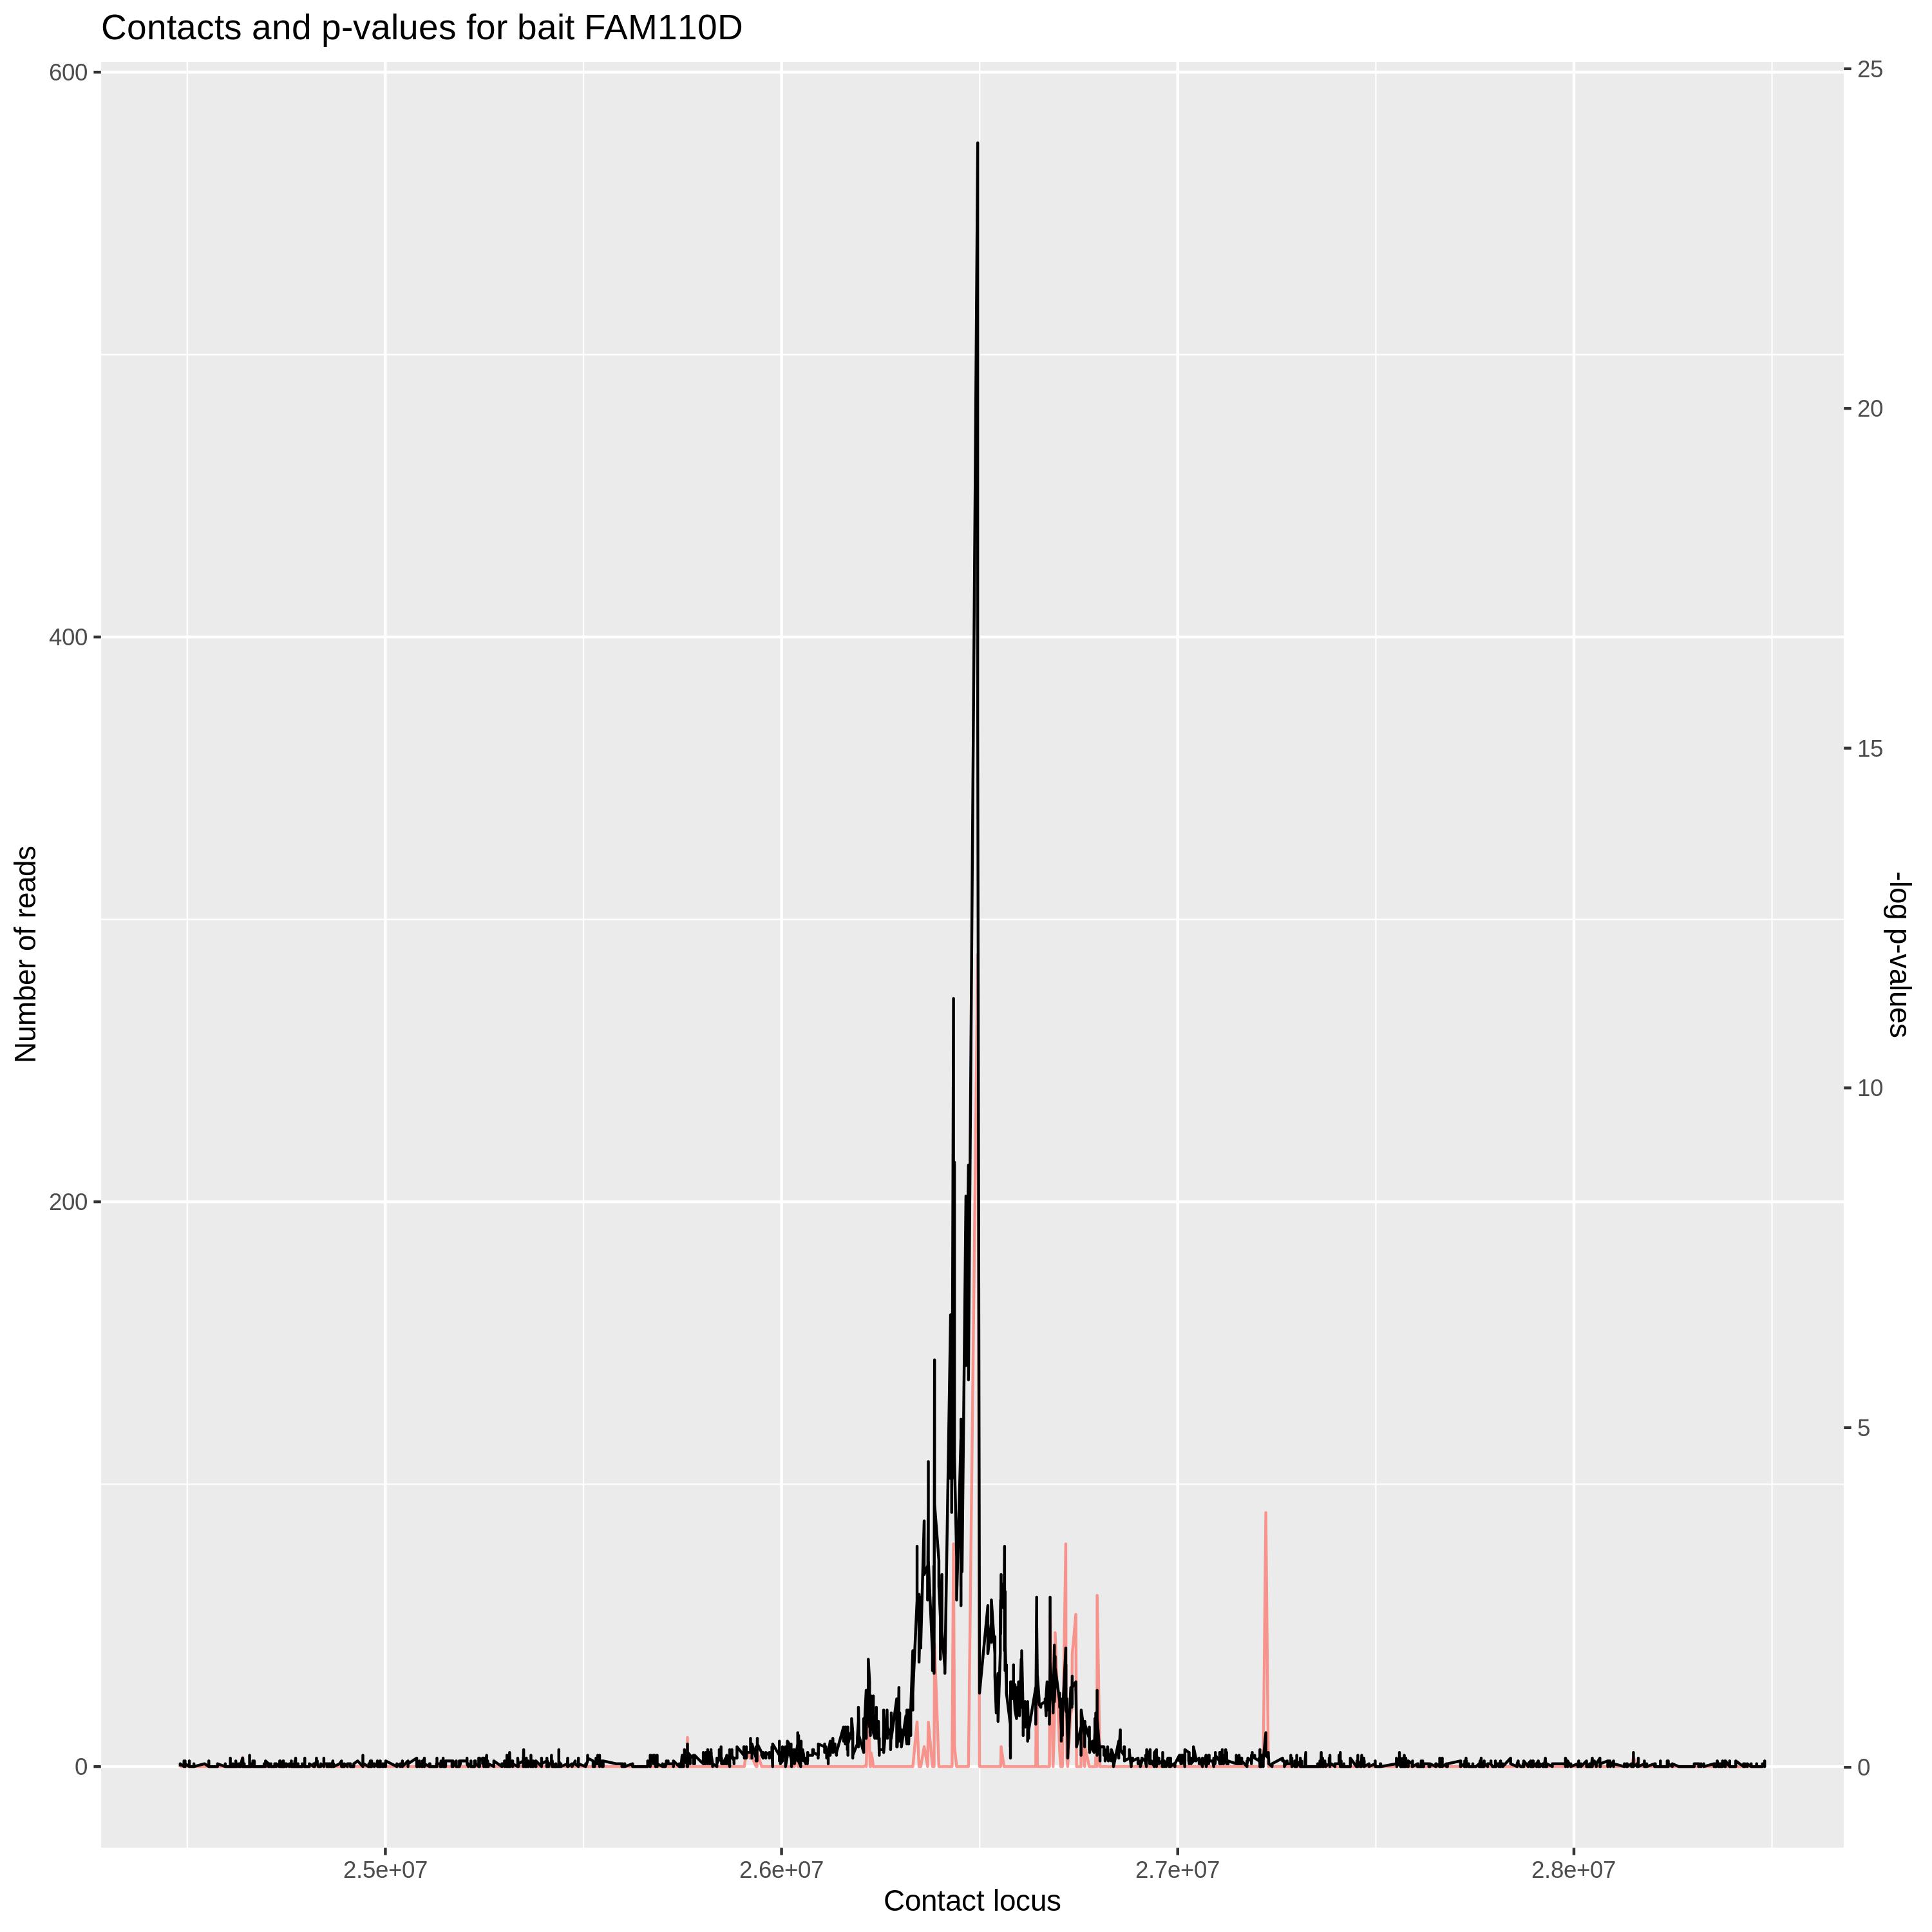 Contacts and p-values for bait FAM110D
600
400
200
0
Number of reads
25
20
15
10
5
0
-log p-values
2.5e+07
2.6e+07
2.7e+07
2.8e+07
Contact locus